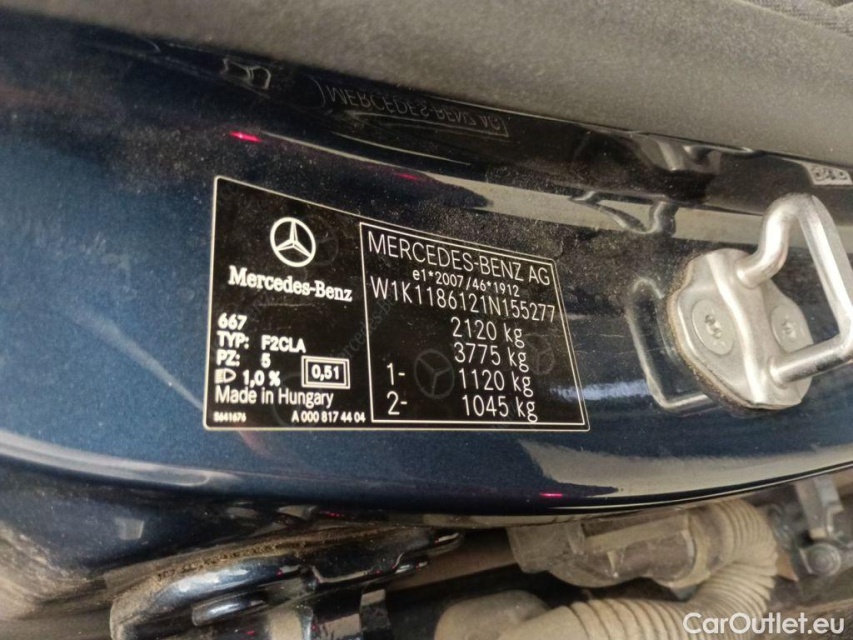 Mercedes-Benz
667
TYP: F2CLA
PZ: 5
1,0 % 0,51
Made in Hungary
A 000 817 44 04
MERCEDES-BENZ AG
e1*2007/46*1912
W1K1186121N155277
2120 kg
3775 kg
1- 1120 kg
2- 1045 kg
CarOutlet.eu